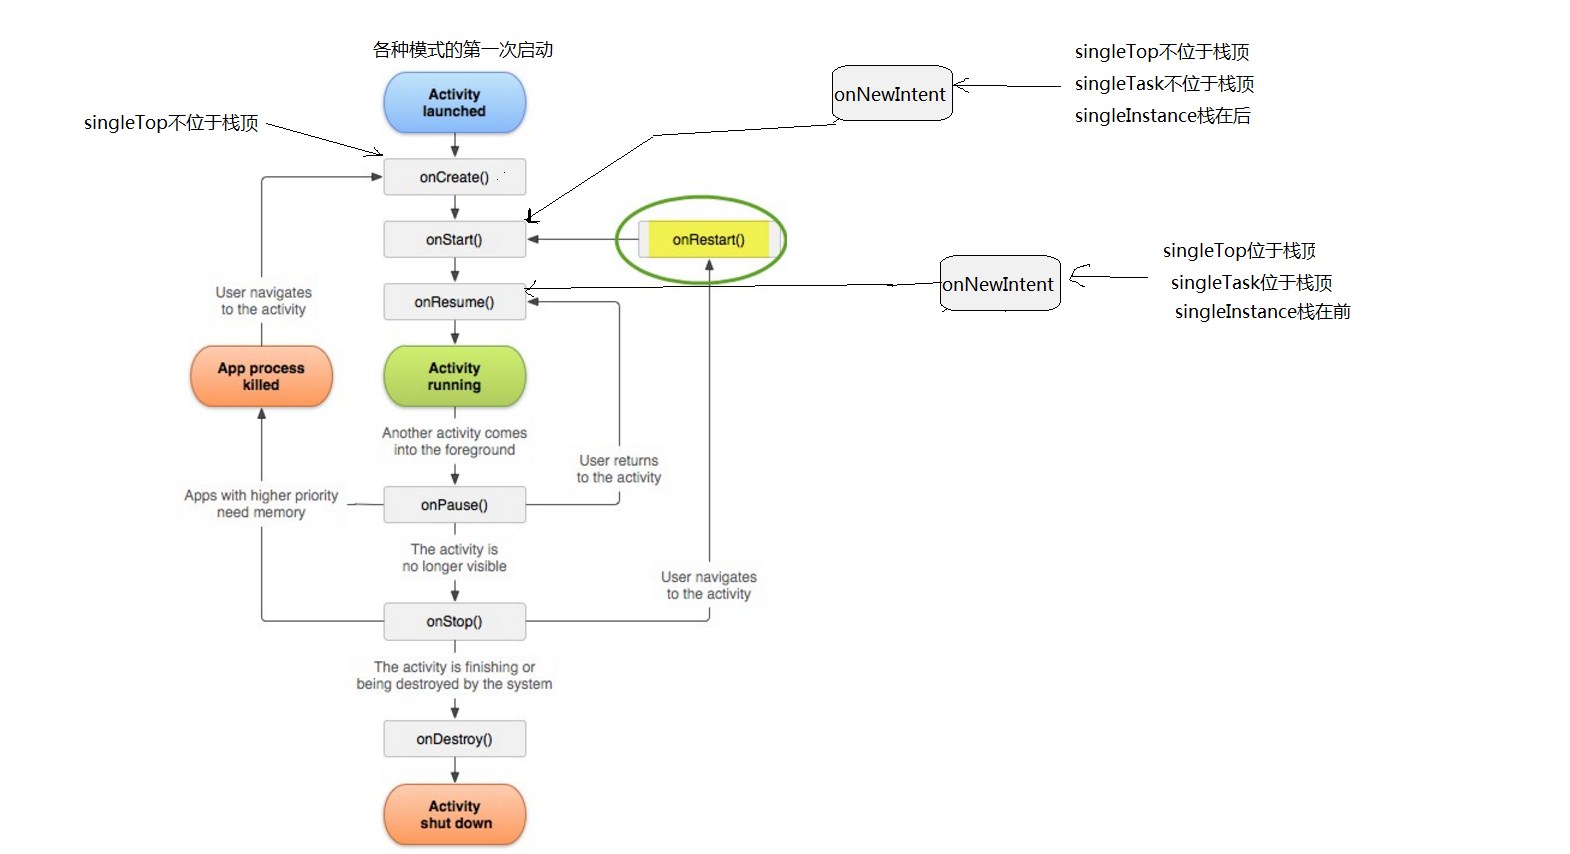 各种模式的第一次启动
Activity
launched
singleTop不位于栈顶
onCreate()
onStart()
onRestart()
onResume()
onNewIntent
singleTop不位于栈顶
singleTask不位于栈顶
singleInstance栈在后
onNewIntent
singleTop位于栈顶
singleTask位于栈顶
singleInstance栈在前
User navigates
to the activity
App process
killed
Activity
running
Another activity comes
into the foreground
User returns
to the activity
Apps with higher priority
need memory
onPause()
The activity is
no longer visible
User navigates
to the activity
onStop()
The activity is finishing or
being destroyed by the system
onDestroy()
Activity
shut down